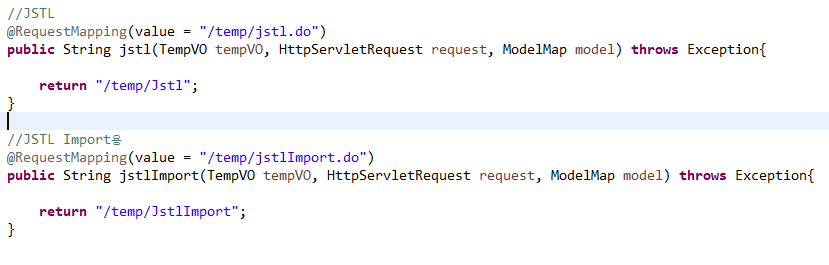 //JSTL
@RequestMapping(value = "/temp/jstl.do")
public String jstl(TempVO tempVO, HttpServletRequest request, ModelMap model) throws Exception{
return "/temp/Jstl";
}
//JSTL Import용
@RequestMapping(value = "/temp/jstlImport.do")
public String jstlImport(TempVO tempVO, HttpServletRequest request, ModelMap model) throws Exception{
return "/temp/JstlImport";
}